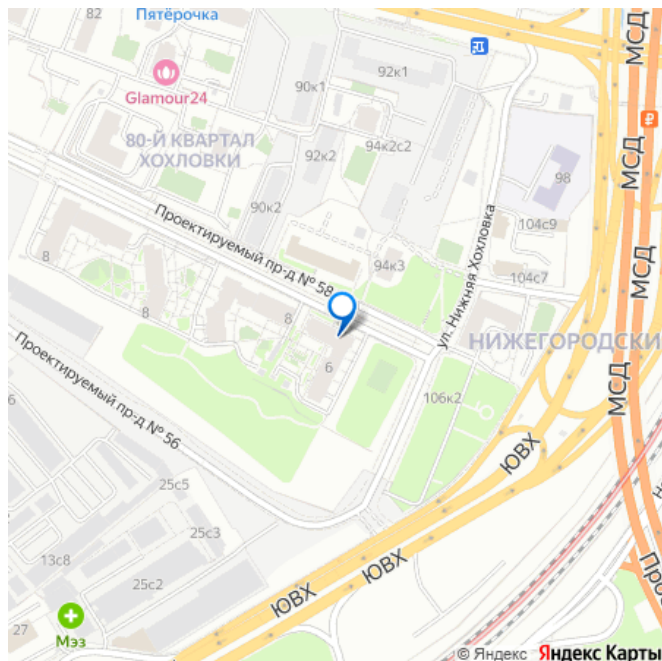 82
Пятёрочка
МСД
92к1
90к1
Glamour24
МСД
80-Й КВАРТАЛ
ХОХЛОВКИ
94к2с2
92к2
98
90к2
Проектируемый пр-д № 58
ул. Нижняя Хохловка
104с9
94к3
104с7
МСД
8
8
8
НИЖЕГОРОДСКИ
6
Проектируемый пр-д № 56
106к2
МСД
ЮВХ
25с5
25с3
13с8
25с2
ЮВХ
ЮВХ
Мэз
27
© Яндекс Яндекс Карты